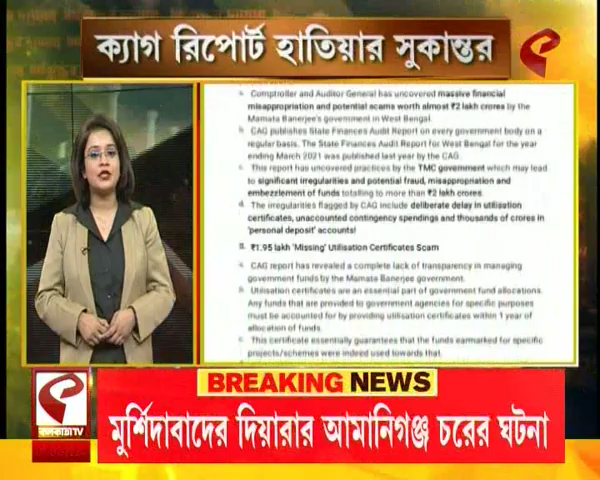 ক্যাগ রিপোর্ট হাতিয়ার সুকান্তর
a. Comptroller and Auditor General has uncovered massive financial
misappropriation and potential scams worth almost ₹2 lakh crores by the
Mamata Banerjee's government in West Bengal.
b. CAG publishes State Finances Audit Report on every government body on a
regular basis. The State Finances Audit Report for West Bengal for the year
ending March 2021 was published last year by the CAG.
c. This report has uncovered practices by the TMC government which may lead to
significant irregularities and potential fraud, misappropriation and
embezzlement of funds totalling to more than ₹2 lakh crores.
d. The irregularities flagged by CAG include deliberate delay in utilisation
certificates, unaccounted contingency spendings and thousands of crores in
'personal deposit' accounts!
₹1.95 lakh 'Missing' Utilisation Certificates Scam
a. CAG report has revealed a complete lack of transparency in managing
government funds by the Mamata Banerjee government.
b. Utilisation certificates are an essential part of government fund allocations.
Any funds that are provided to government agencies for specific purposes
must be accounted for by providing utilisation certificates within 1 year of
allocation of funds.
c. This certificate essentially guarantees that the funds earmarked for specific
projects/schemes were indeed used towards that.
BREAKING NEWS
কলকাতা TV
মুর্শিদাবাদের দিয়ারার আমানিগঞ্জ চরের ঘটনা